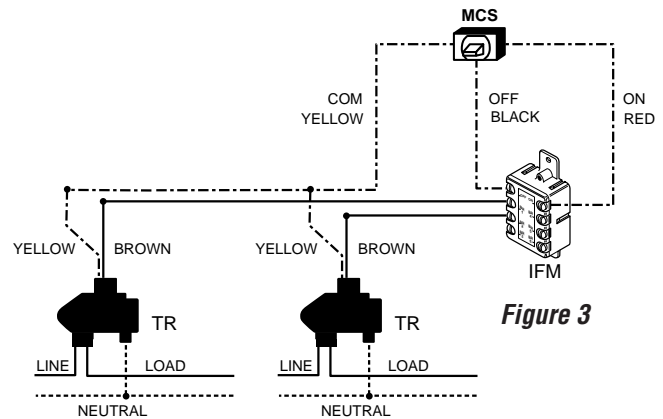 MCS
COM
YELLOW
OFF
BLACK
ON
RED
YELLOW
BROWN
YELLOW
BROWN
IFM
TR
TR
Figure 3
LINE
LOAD
LINE
LOAD
NEUTRAL
NEUTRAL